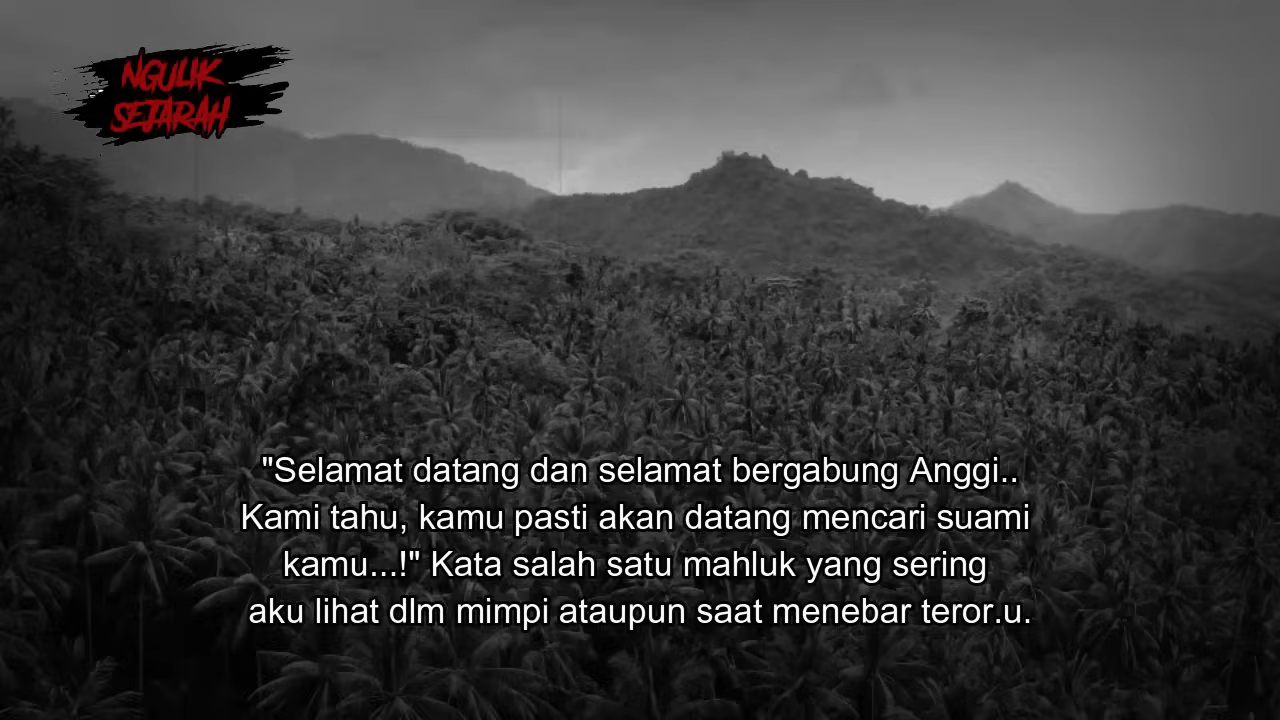 NGULIK
SEJARAH
"Selamat datang dan selamat bergabung Anggi..
Kami tahu, kamu pasti akan datang mencari suami
kamu...!" Kata salah satu mahluk yang sering
aku lihat dlm mimpi ataupun saat menebar teror.u.